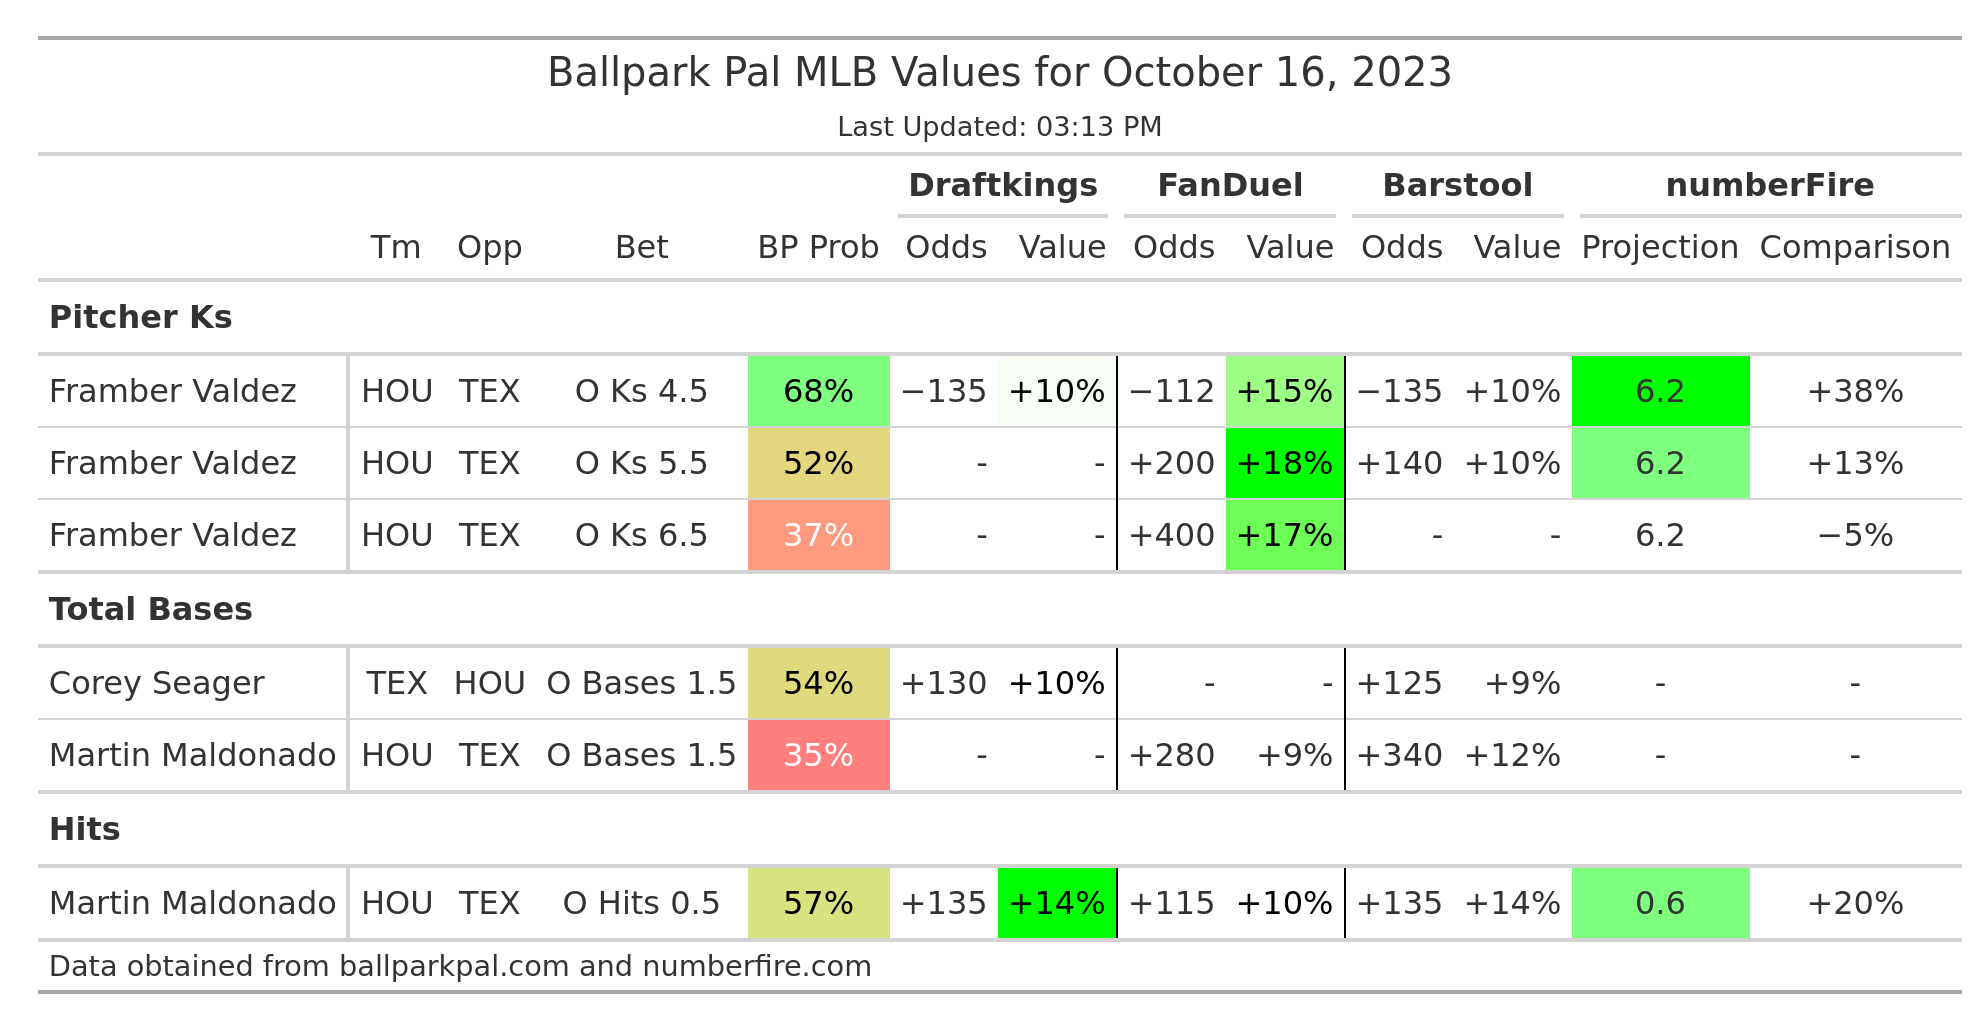 Ballpark Pal MLB Values for October 16, 2023
Last Updated: 03:13 PM
Draftkings FanDuel Barstool numberFire
Tm Opp Bet BP Prob Odds Value Odds Value Odds Value Projection Comparison
Pitcher Ks
Framber Valdez HOU TEX O Ks 4.5 68% −135 +10% −112 +15% −135 +10% 6.2 +38%
Framber Valdez HOU TEX O Ks 5.5 52% - - +200 +18% +140 +10% 6.2 +13%
Framber Valdez HOU TEX O Ks 6.5 37% - - +400 +17% - - 6.2 −5%
Total Bases
Corey Seager TEX HOU O Bases 1.5 54% +130 +10% - - +125 +9% - -
Martin Maldonado HOU TEX O Bases 1.5 35% - - +280 +9% +340 +12% - -
Hits
Martin Maldonado HOU TEX O Hits 0.5 57% +135 +14% +115 +10% +135 +14% 0.6 +20%
Data obtained from ballparkpal.com and numberfire.com